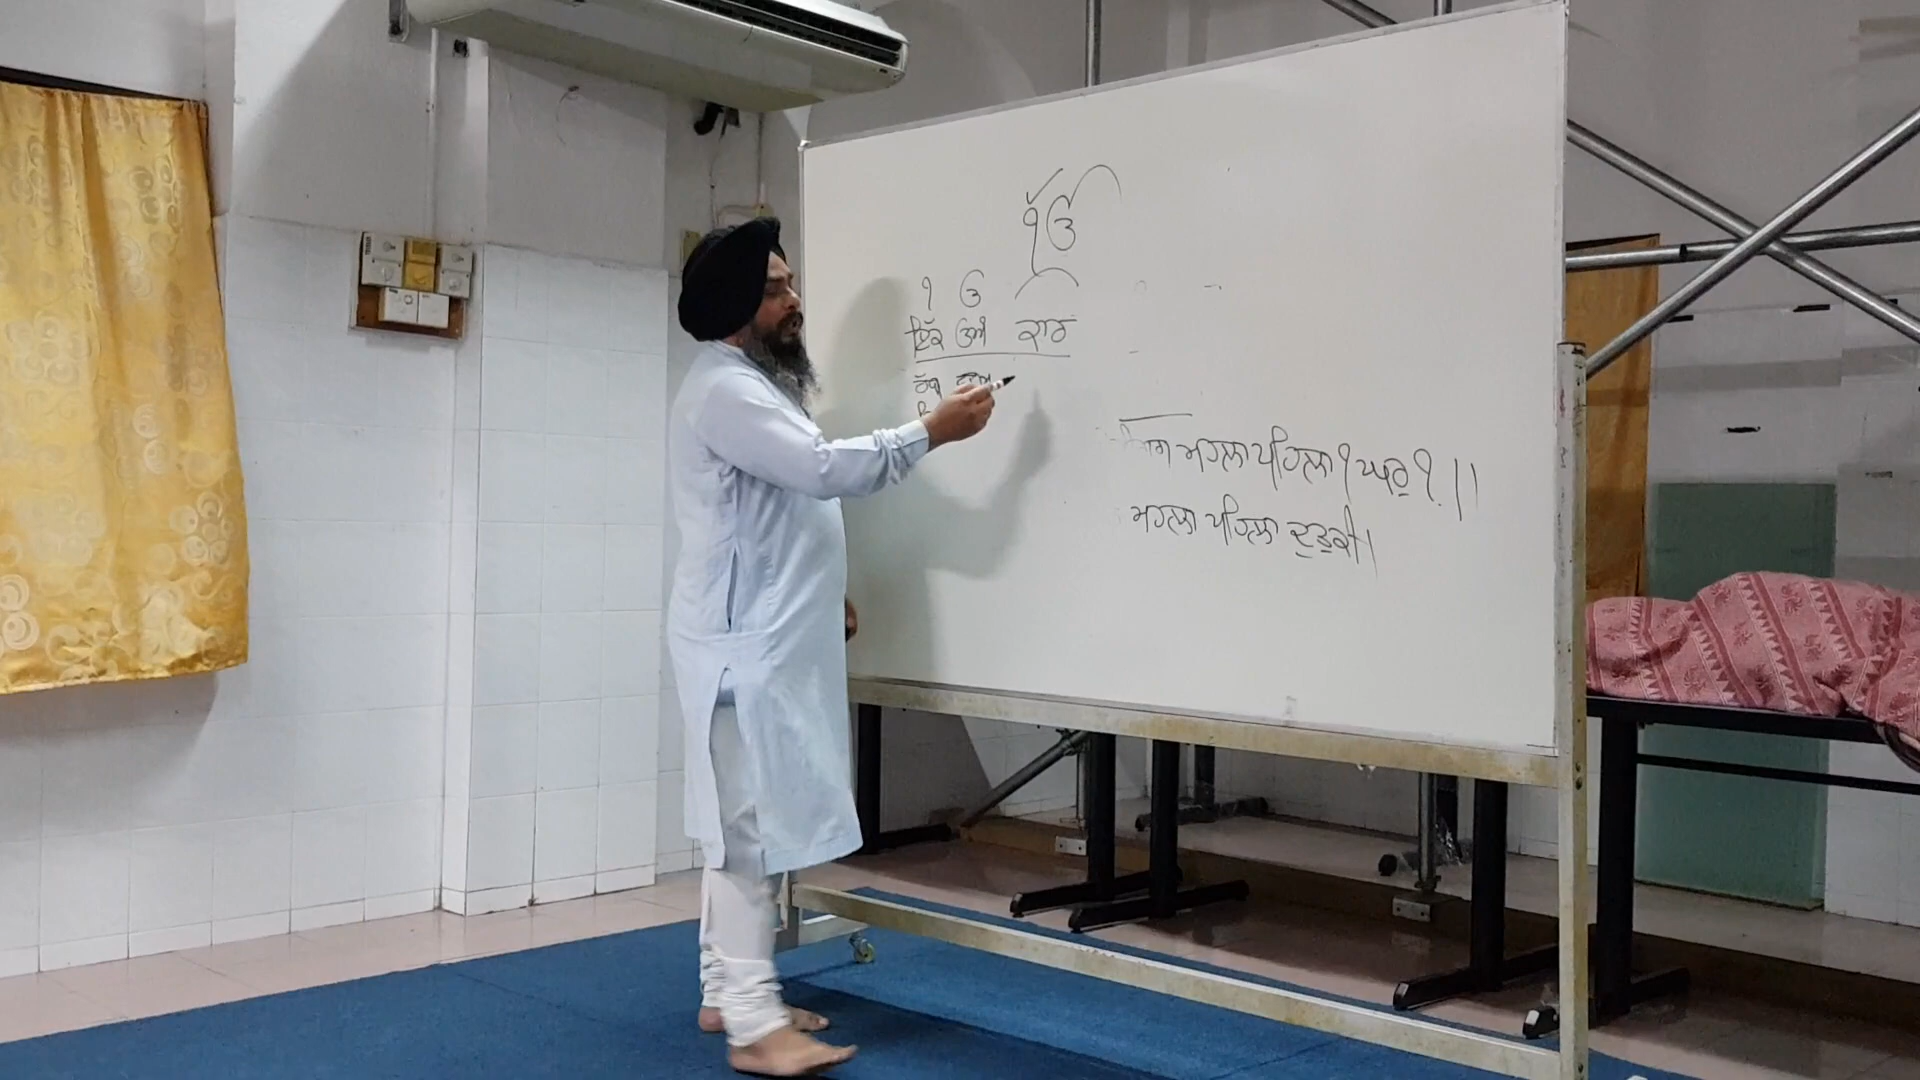 ੴ
੧ ਓ
ਇੱਕ ਓਅੰ ਕਾਰ
ਰੱਬ
ਰਾਗ ਮਹਲਾ ਪਹਿਲਾ ੧ ਘਰੁ ੧ ॥
ਮਹਲਾ ਪਹਿਲਾ ਦੁਤੁਕੀ।